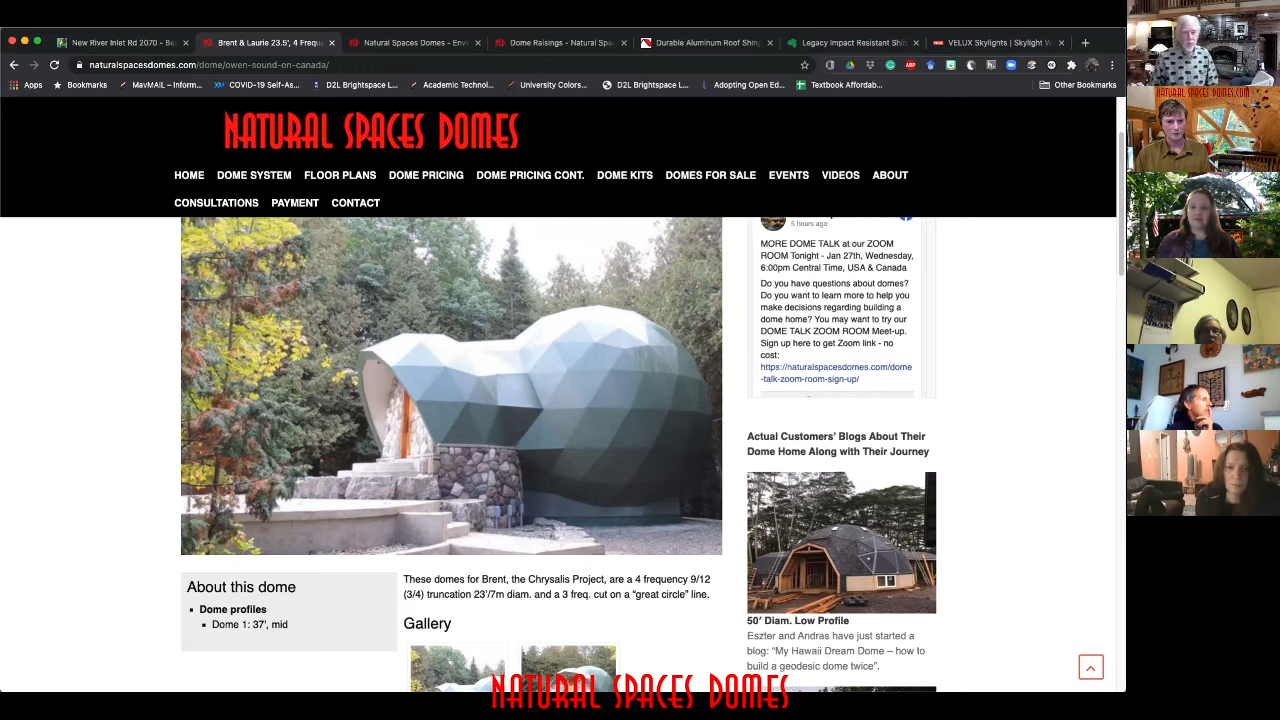 New River Inlet Rd 2070 - Be
Brent & Laurie 23.5', 4 Frequ
Natural Spaces Domes - Envi
Dome Raisings - Natural Spa
Durable Aluminum Roof Shing
Legacy Impact Resistant Shin
VELUX Skylights | Skylight W
naturalspacesdomes.com/dome/owen-sound-on-canada/
Apps
Bookmarks
MavMAIL – Inform...
COVID-19 Self-As...
D2L Brightspace L...
Academic Technol...
University Colors...
D2L Brightspace L...
Adopting Open Ed...
Textbook Affordab...
Other Bookmarks
NATURAL SPACES DOMES.COM
NATURAL SPACES DOMES
HOME DOME SYSTEM FLOOR PLANS DOME PRICING DOME PRICING CONT. DOME KITS DOMES FOR SALE EVENTS VIDEOS ABOUT
CONSULTATIONS PAYMENT CONTACT
5 hours ago
MORE DOME TALK at our ZOOM
ROOM Tonight - Jan 27th, Wednesday,
6:00pm Central Time, USA & Canada
Do you have questions about domes?
Do you want to learn more to help you
make decisions regarding building a
dome home? You may want to try our
DOME TALK ZOOM ROOM Meet-up.
Sign up here to get Zoom link - no
cost:
https://naturalspacesdomes.com/dome
-talk-zoom-room-sign-up/
Actual Customers' Blogs About Their
Dome Home Along with Their Journey
50′ Diam. Low Profile
Eszter and Andras have just started a
blog: “My Hawaii Dream Dome – how to
build a geodesic dome twice”.
About this dome
Dome profiles
Dome 1: 37', mid
These domes for Brent, the Chrysalis Project, are a 4 frequency 9/12
(3/4) truncation 23'/7m diam. and a 3 freq. cut on a “great circle” line.
Gallery
NATURAL SPACES DOMES